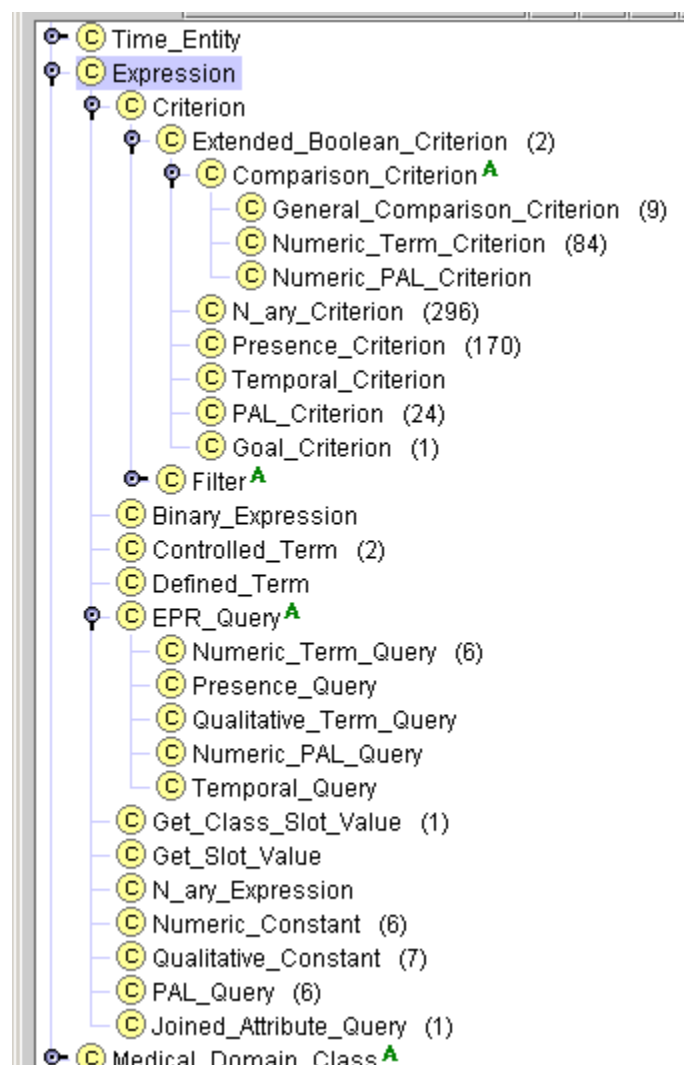 C Time_Entity
C Expression
C Criterion
C Extended_Boolean_Criterion (2)
C Comparison_Criterion A
C General_Comparison_Criterion (9)
C Numeric_Term_Criterion (84)
C Numeric_PAL_Criterion
C N_ary_Criterion (296)
C Presence_Criterion (170)
C Temporal_Criterion
C PAL_Criterion (24)
C Goal_Criterion (1)
C Filter A
C Binary_Expression
C Controlled_Term (2)
C Defined_Term
C EPR_Query A
C Numeric_Term_Query (6)
C Presence_Query
C Qualitative_Term_Query
C Numeric_PAL_Query
C Temporal_Query
C Get_Class_Slot_Value (1)
C Get_Slot_Value
C N_ary_Expression
C Numeric_Constant (6)
C Qualitative_Constant (7)
C PAL_Query (6)
C Joined_Attribute_Query (1)
C Medical_Domain_Class A